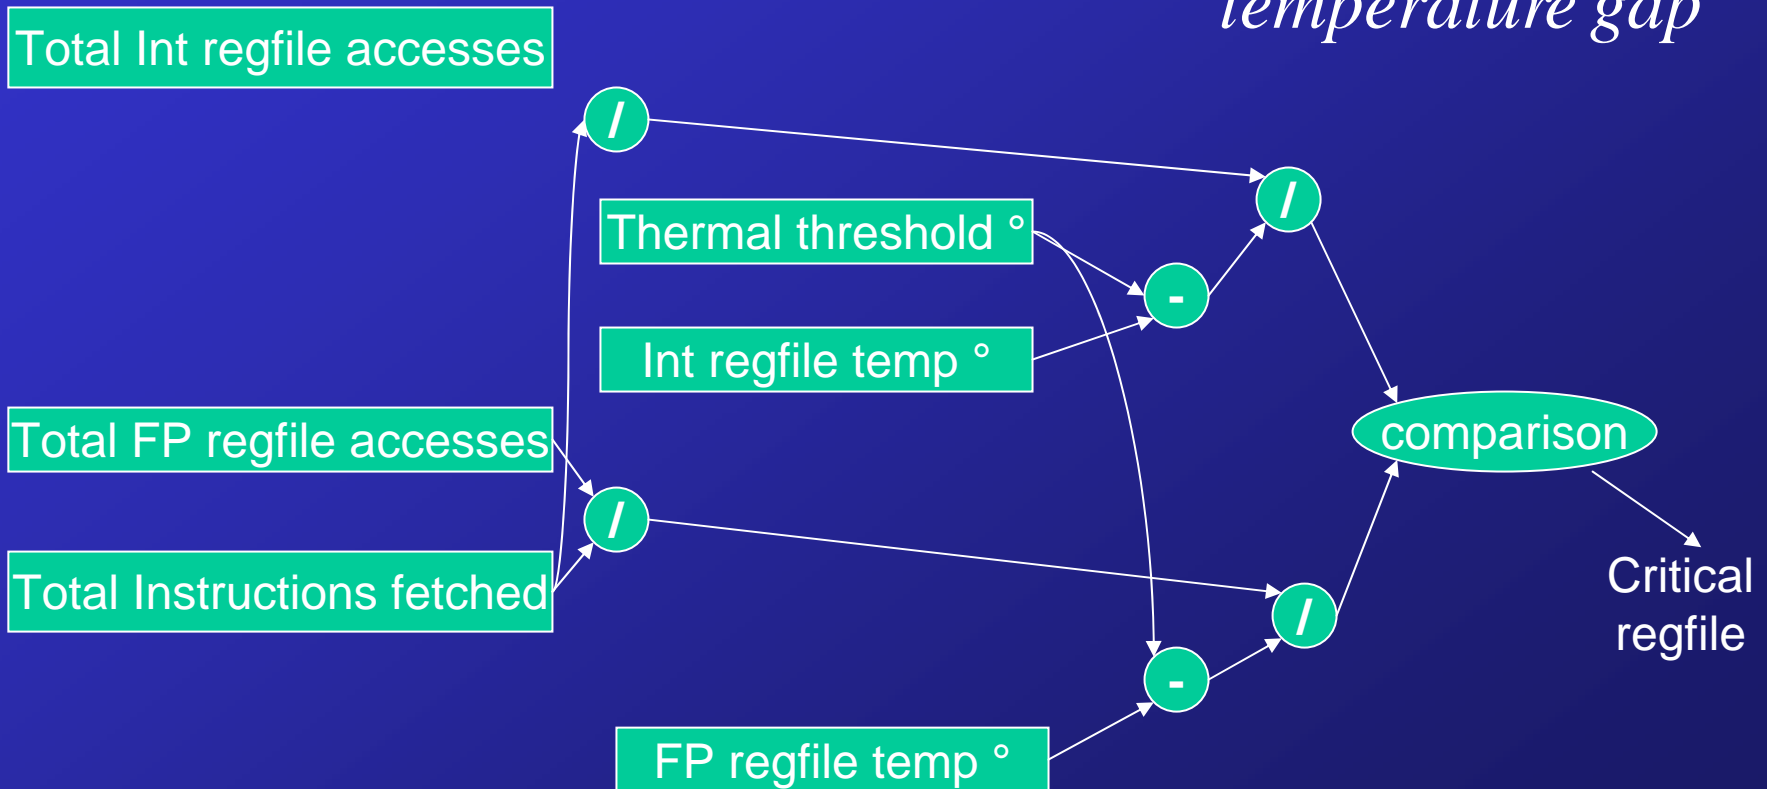 temperature gap
Total Int regfile accesses
/
/
Thermal threshold °
-
Int regfile temp °
Total FP regfile accesses
comparison
/
Total Instructions fetched
Critical
regfile
/
-
FP regfile temp °